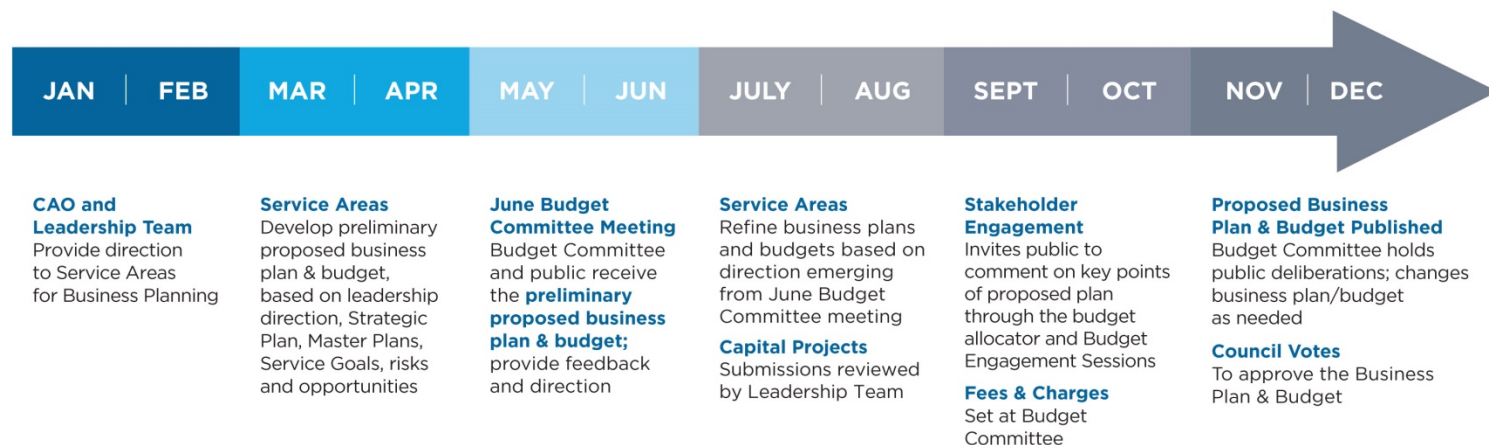 JAN | FEB MAR | APR MAY | JUN JULY | AUG SEPT | OCT NOV | DEC
CAO and
Leadership Team
Provide direction
to Service Areas
for Business Planning
Service Areas
Develop preliminary
proposed business
plan & budget,
based on leadership
direction, Strategic
Plan, Master Plans,
Service Goals, risks
and opportunities
June Budget
Committee Meeting
Budget Committee
and public receive
the preliminary
proposed business
plan & budget;
provide feedback
and direction
Service Areas
Refine business plans
and budgets based on
direction emerging
from June Budget
Committee meeting
Capital Projects
Submissions reviewed
by Leadership Team
Stakeholder
Engagement
Invites public to
comment on key points
of proposed plan
through the budget
allocator and Budget
Engagement Sessions
Fees & Charges
Set at Budget
Committee
Proposed Business
Plan & Budget Published
Budget Committee holds
public deliberations; changes
business plan/budget
as needed
Council Votes
To approve the Business
Plan & Budget